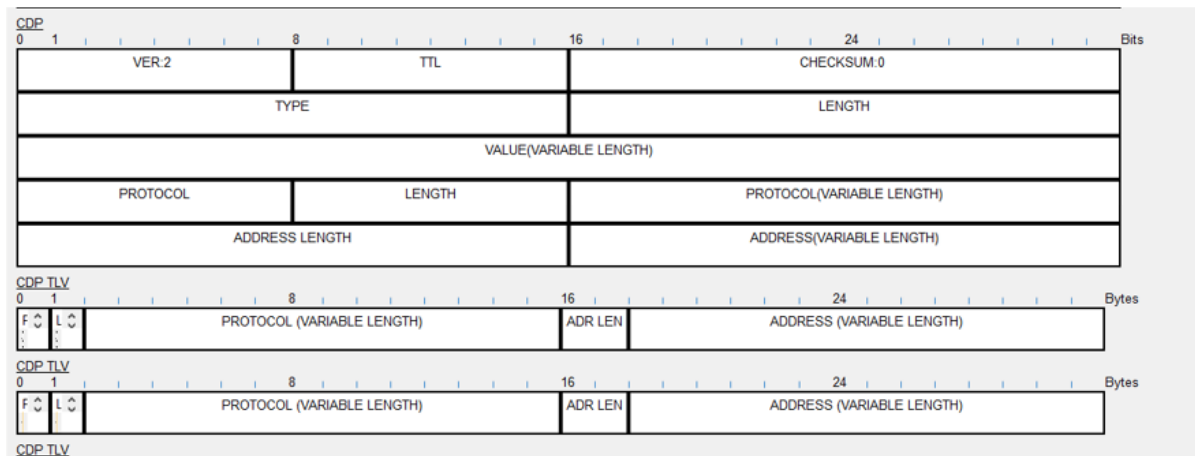 CDP
0 1 8 16 24 Bits
VER:2 TTL CHECKSUM:0
TYPE LENGTH
VALUE(VARIABLE LENGTH)
PROTOCOL LENGTH PROTOCOL(VARIABLE LENGTH)
ADDRESS LENGTH ADDRESS(VARIABLE LENGTH)
CDP TLV
0 1 8 16 24 Bytes
L PROTOCOL (VARIABLE LENGTH) ADR LEN ADDRESS (VARIABLE LENGTH)
CDP TLV
0 1 8 16 24 Bytes
L PROTOCOL (VARIABLE LENGTH) ADR LEN ADDRESS (VARIABLE LENGTH)
CDP TLV